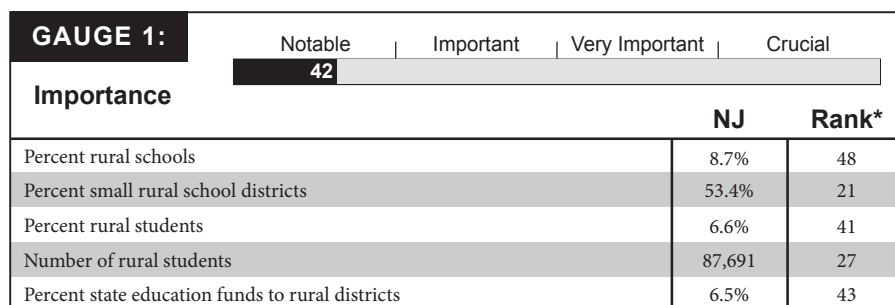 GAUGE 1:
Notable Important Very Important Crucial
42
Importance
NJ Rank*
Percent rural schools 8.7% 48
Percent small rural school districts 53.4% 21
Percent rural students 6.6% 41
Number of rural students 87,691 27
Percent state education funds to rural districts 6.5% 43